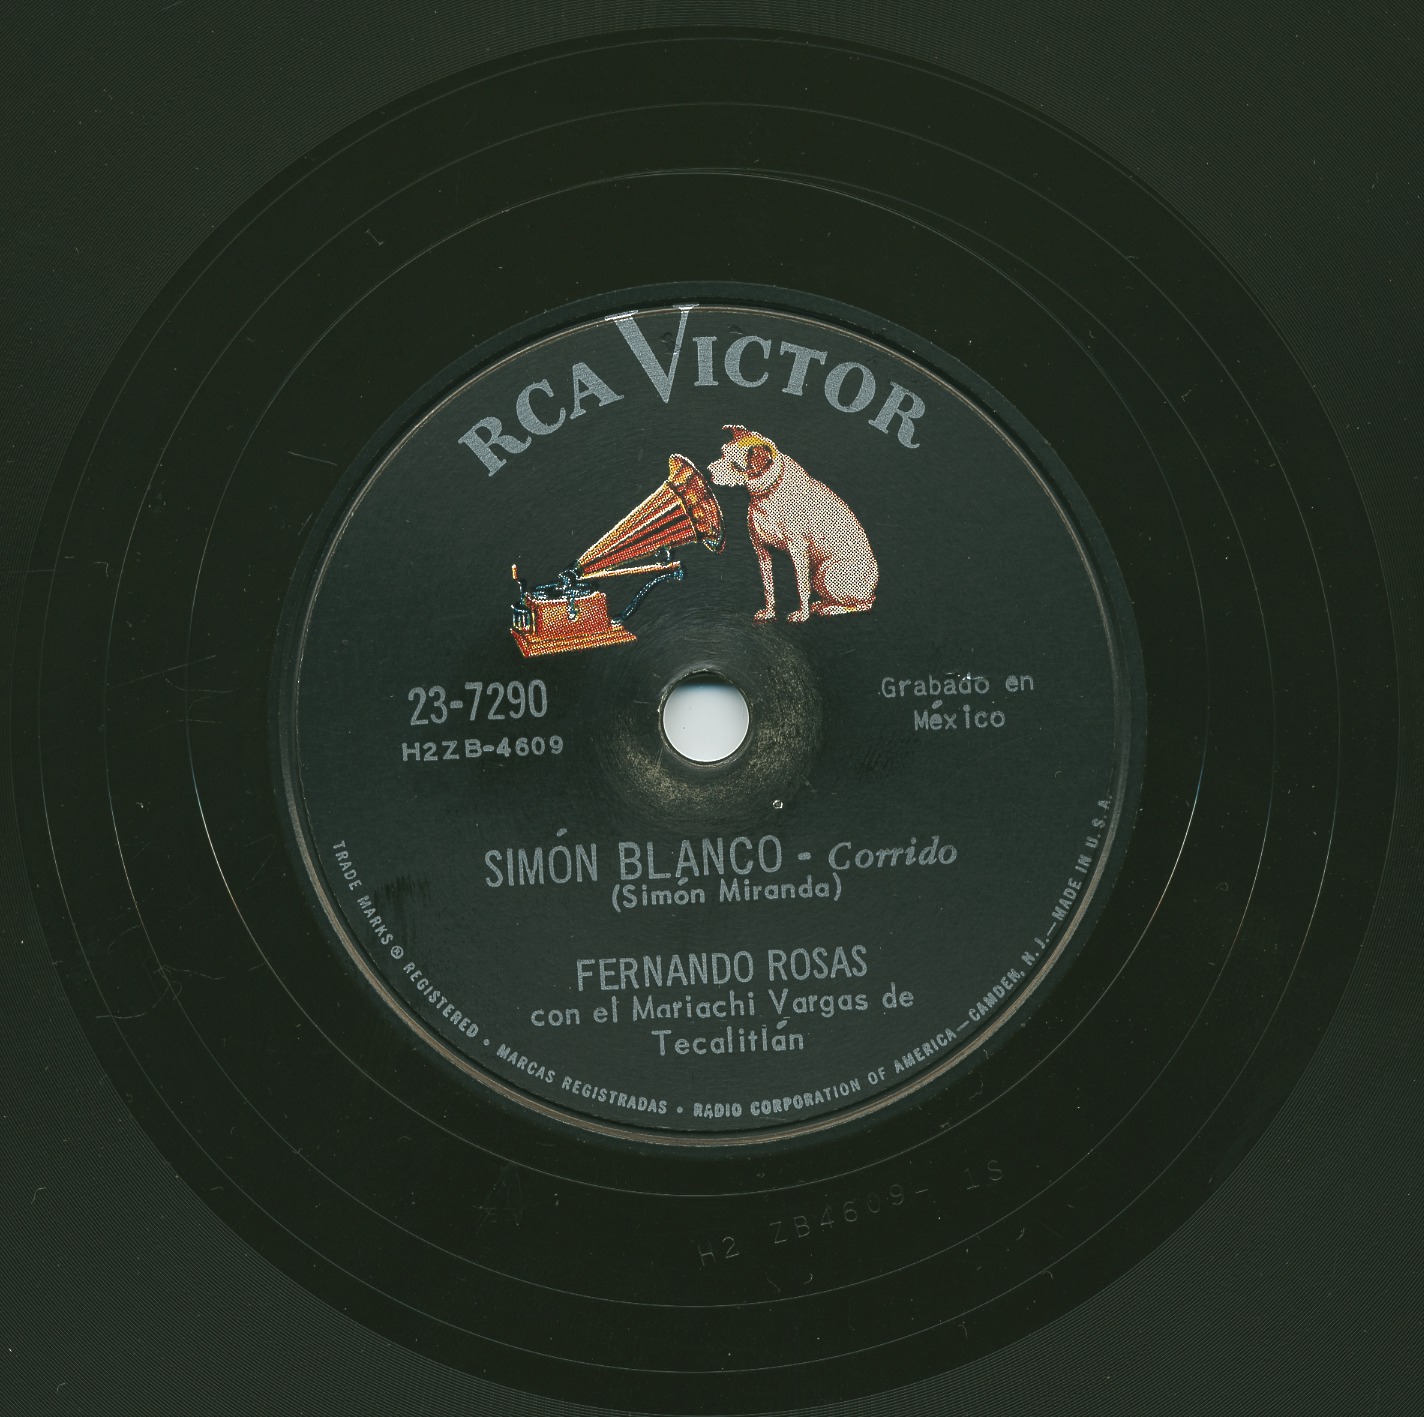 RCA VICTOR
23-7290
H2ZB-4609
Grabado en
México
SIMÓN BLANCO - Corrido
(Simón Miranda)
FERNANDO ROSAS
con el Mariachi Vargas de
Tecalitlán
TRADE MARKS ® REGISTERED • MARCAS REGISTRADAS • RADIO CORPORATION OF AMERICA—CAMDEN, N. J.—MADE IN U. S. A.
H2 ZB4609- 1S